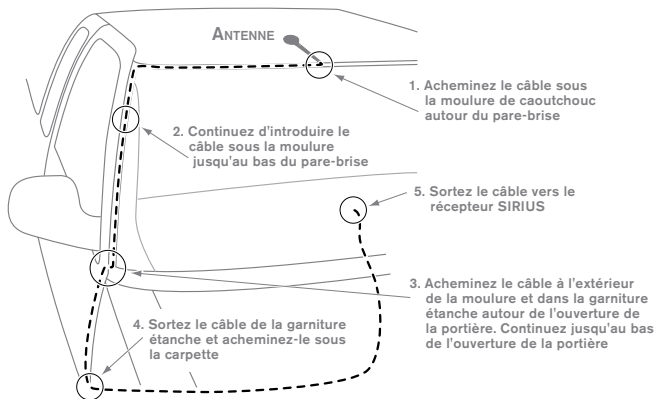 ANTENNE
1. Acheminez le câble sous
la moulure de caoutchouc
autour du pare-brise
2. Continuez d'introduire le
câble sous la moulure
jusqu'au bas du pare-brise
5. Sortez le câble vers le
récepteur SIRIUS
3. Acheminez le câble à l'extérieur
de la moulure et dans la garniture
étanche autour de l'ouverture de
la portière. Continuez jusqu'au bas
de l'ouverture de la portière
4. Sortez le câble de la garniture
étanche et acheminez-le sous
la carpette